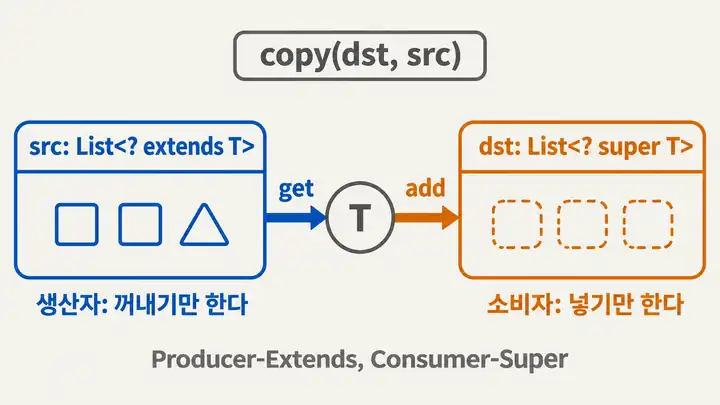 copy(dst, src)
src: List<? extends T>
get
T
add
dst: List<? super T>
생산자: 꺼내기만 한다
소비자: 넣기만 한다
Producer-Extends, Consumer-Super